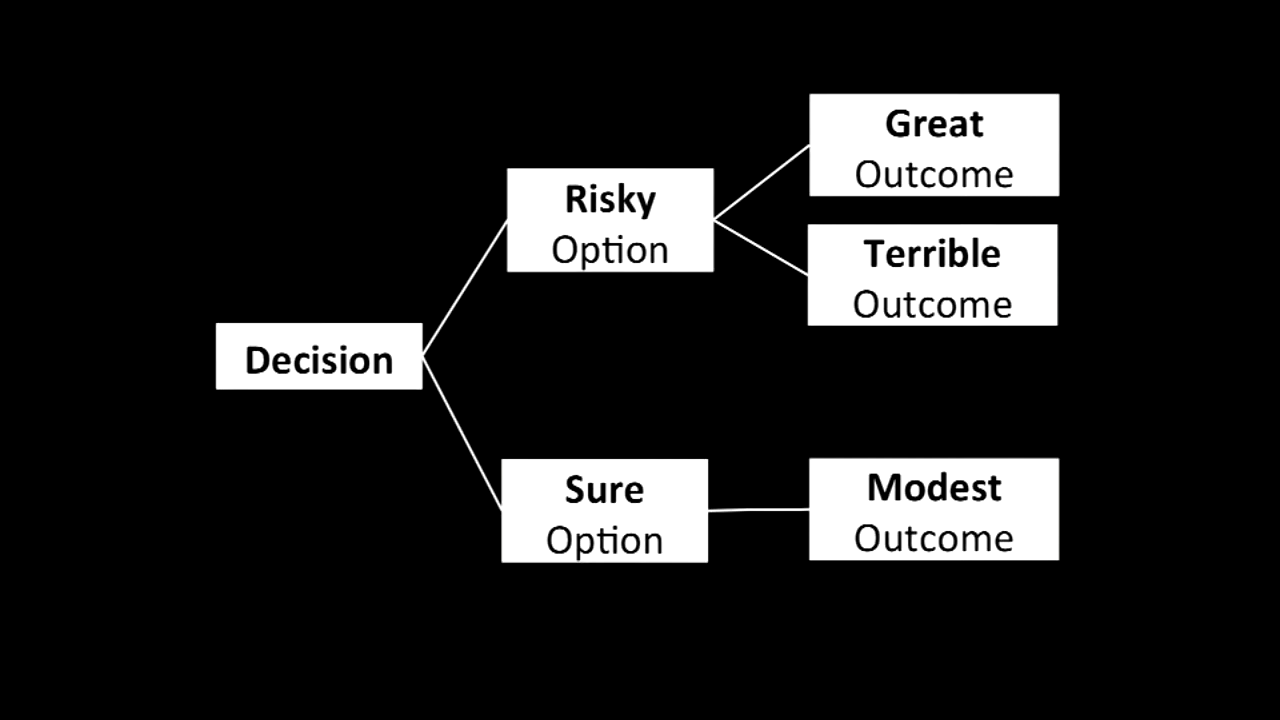 Great
Outcome
Risky
Option
Terrible
Outcome
Decision
Sure
Option
Modest
Outcome